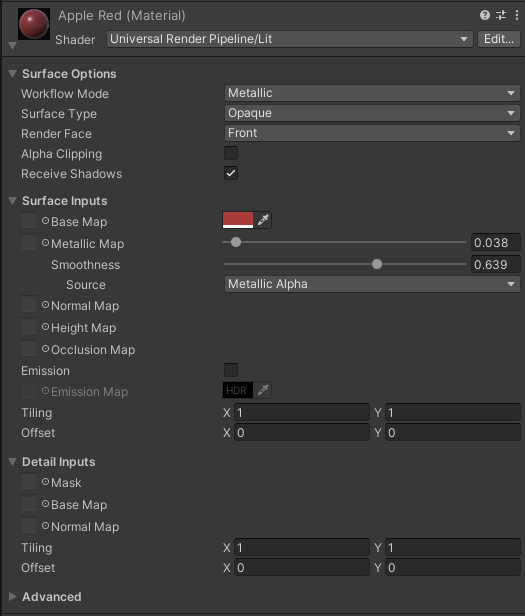 Apple Red (Material)
Shader Universal Render Pipeline/Lit Edit...
Surface Options
Workflow Mode Metallic
Surface Type Opaque
Render Face Front
Alpha Clipping
Receive Shadows
Surface Inputs
Base Map
Metallic Map 0.038
Smoothness 0.639
Source Metallic Alpha
Normal Map
Height Map
Occlusion Map
Emission
Emission Map HDR
Tiling X 1 Y 1
Offset X 0 Y 0
Detail Inputs
Mask
Base Map
Normal Map
Tiling X 1 Y 1
Offset X 0 Y 0
Advanced